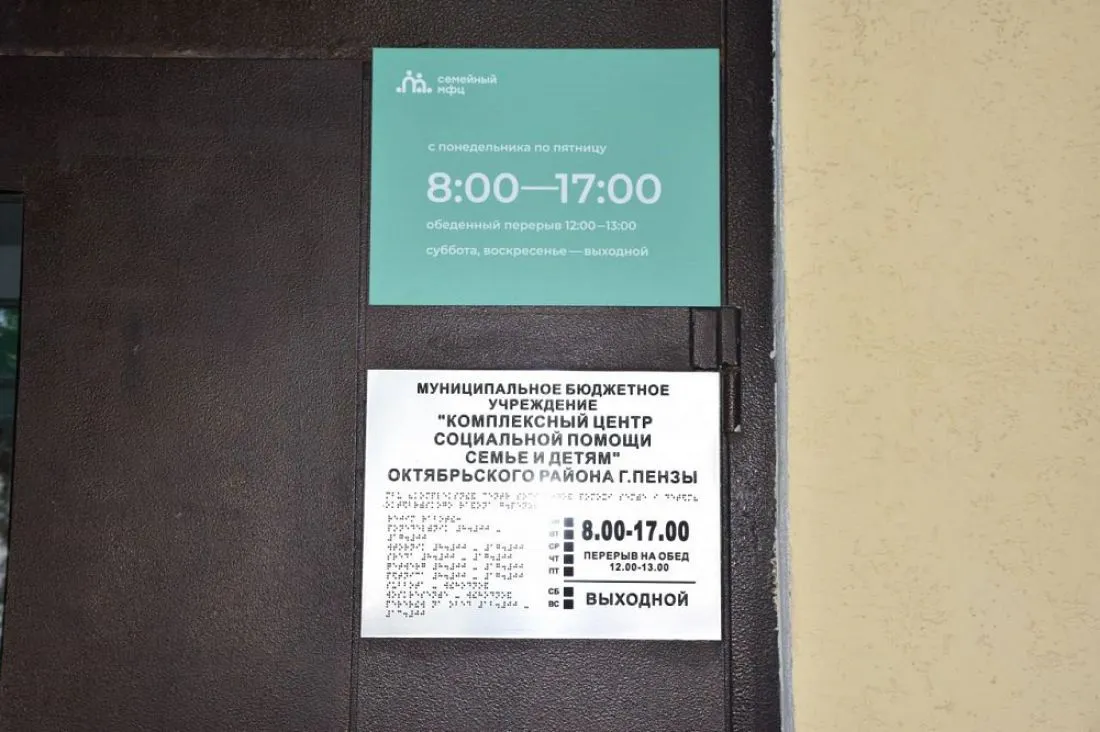 семейный
мфц
с понедельника по пятницу
8:00—17:00
обеденный перерыв 12:00–13:00
суббота, воскресенье — выходной
МУНИЦИПАЛЬНОЕ БЮДЖЕТНОЕ
УЧРЕЖДЕНИЕ
"КОМПЛЕКСНЫЙ ЦЕНТР
СОЦИАЛЬНОЙ ПОМОЩИ
СЕМЬЕ И ДЕТЯМ"
ОКТЯБРЬСКОГО РАЙОНА Г.ПЕНЗЫ
ПН
ВТ
СР
ЧТ
ПТ
8.00-17.00
ПЕРЕРЫВ НА ОБЕД
12.00-13.00
СБ
ВС
ВЫХОДНОЙ